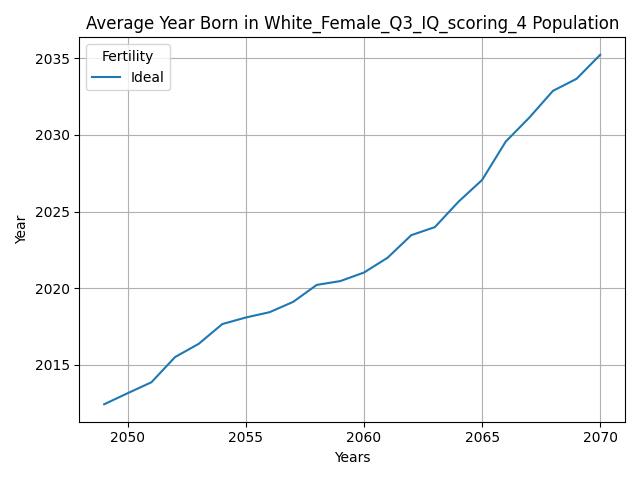 Average Year Born in White_Female_Q3_IQ_scoring_4 Population
Fertility
Ideal
Year
2035
2030
2025
2020
2015
2050 2055 2060 2065 2070
Years